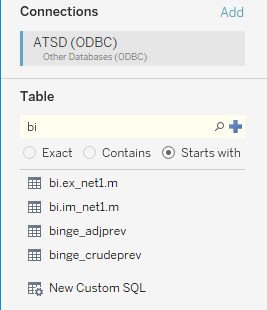 Connections Add
ATSD (ODBC)
Other Databases (ODBC)
Table
bi
Exact Contains Starts with
bi.ex_net1.m
bi.im_net1.m
binge_adjprev
binge_crudeprev
New Custom SQL